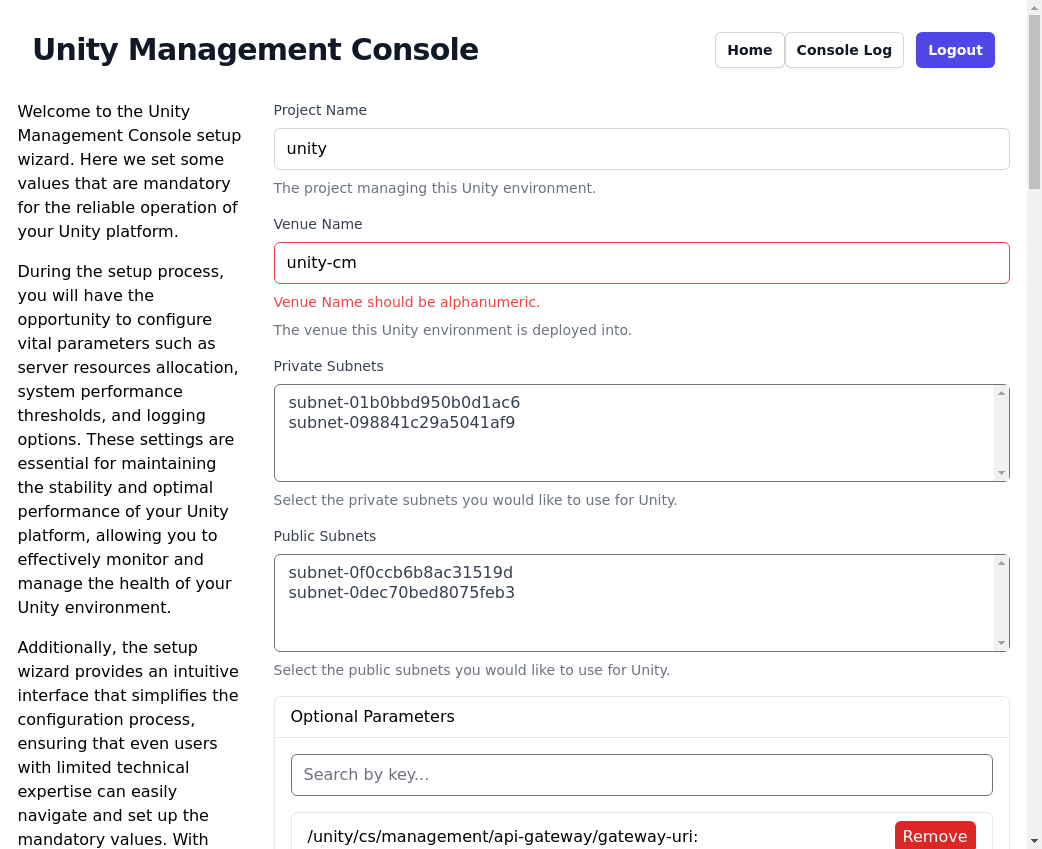 Unity Management Console
Home
Console Log
Logout
Welcome to the Unity
Management Console setup
wizard. Here we set some
values that are mandatory
for the reliable operation of
your Unity platform.
During the setup process,
you will have the
opportunity to configure
vital parameters such as
server resources allocation,
system performance
thresholds, and logging
options. These settings are
essential for maintaining
the stability and optimal
performance of your Unity
platform, allowing you to
effectively monitor and
manage the health of your
Unity environment.
Additionally, the setup
wizard provides an intuitive
interface that simplifies the
configuration process,
ensuring that even users
with limited technical
expertise can easily
navigate and set up the
mandatory values. With
Project Name
unity
The project managing this Unity environment.
Venue Name
unity-cm
Venue Name should be alphanumeric.
The venue this Unity environment is deployed into.
Private Subnets
subnet-01b0bbd950b0d1ac6
subnet-098841c29a5041af9
Select the private subnets you would like to use for Unity.
Public Subnets
subnet-0f0ccb6b8ac31519d
subnet-0dec70bed8075feb3
Select the public subnets you would like to use for Unity.
Optional Parameters
Search by key...
/unity/cs/management/api-gateway/gateway-uri:
Remove